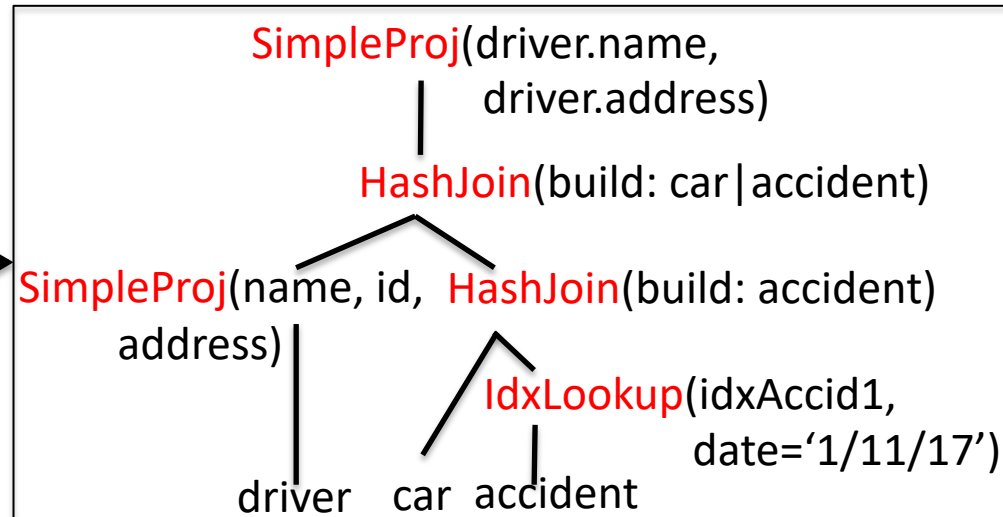 SimpleProj(driver.name,
driver.address)
HashJoin(build: car|accident)
SimpleProj(name, id,
address)
HashJoin(build: accident)
IdxLookup(idxAccid1,
date=‘1/11/17’)
driver car accident